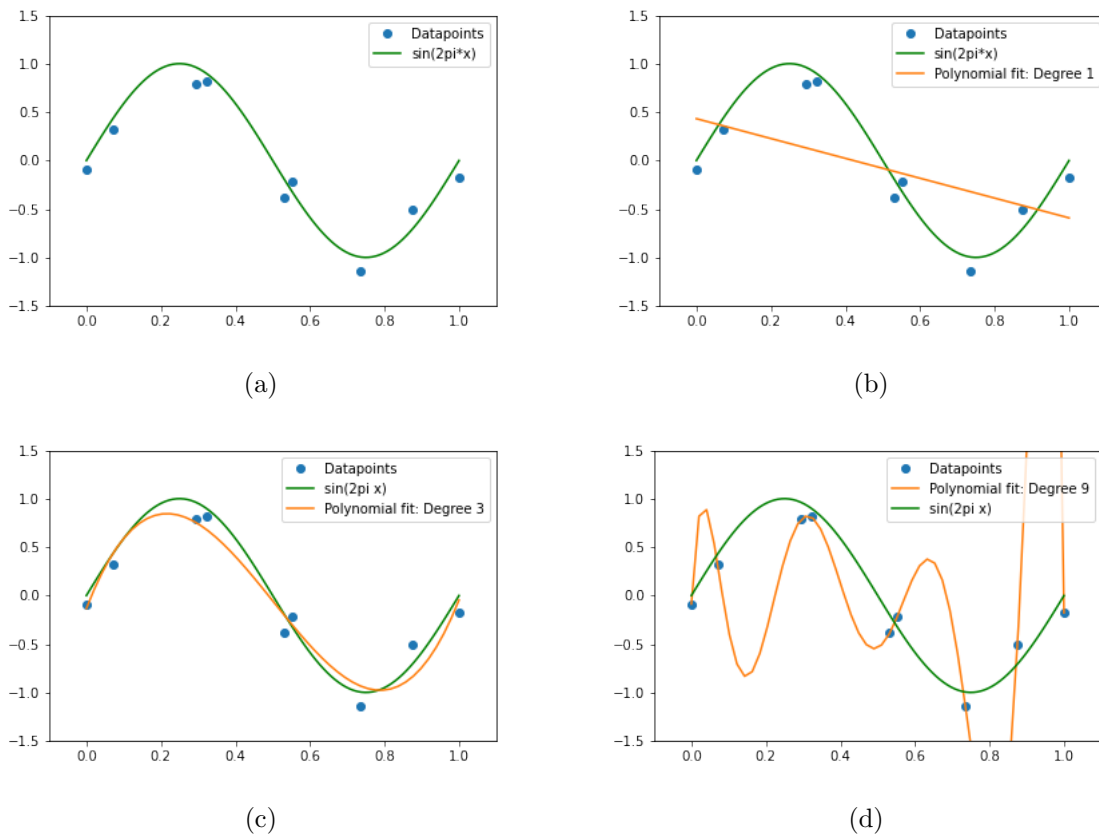 1.5
1.0
0.5
0.0
−0.5
−1.0
−1.5
0.0 0.2 0.4 0.6 0.8 1.0
Datapoints
sin(2pi*x)
(a)
1.5
1.0
0.5
0.0
−0.5
−1.0
−1.5
0.0 0.2 0.4 0.6 0.8 1.0
Datapoints
sin(2pi*x)
Polynomial fit: Degree 1
(b)
1.5
1.0
0.5
0.0
−0.5
−1.0
−1.5
0.0 0.2 0.4 0.6 0.8 1.0
Datapoints
sin(2pi x)
Polynomial fit: Degree 3
(c)
1.5
1.0
0.5
0.0
−0.5
−1.0
−1.5
0.0 0.2 0.4 0.6 0.8 1.0
Datapoints
Polynomial fit: Degree 9
sin(2pi x)
(d)